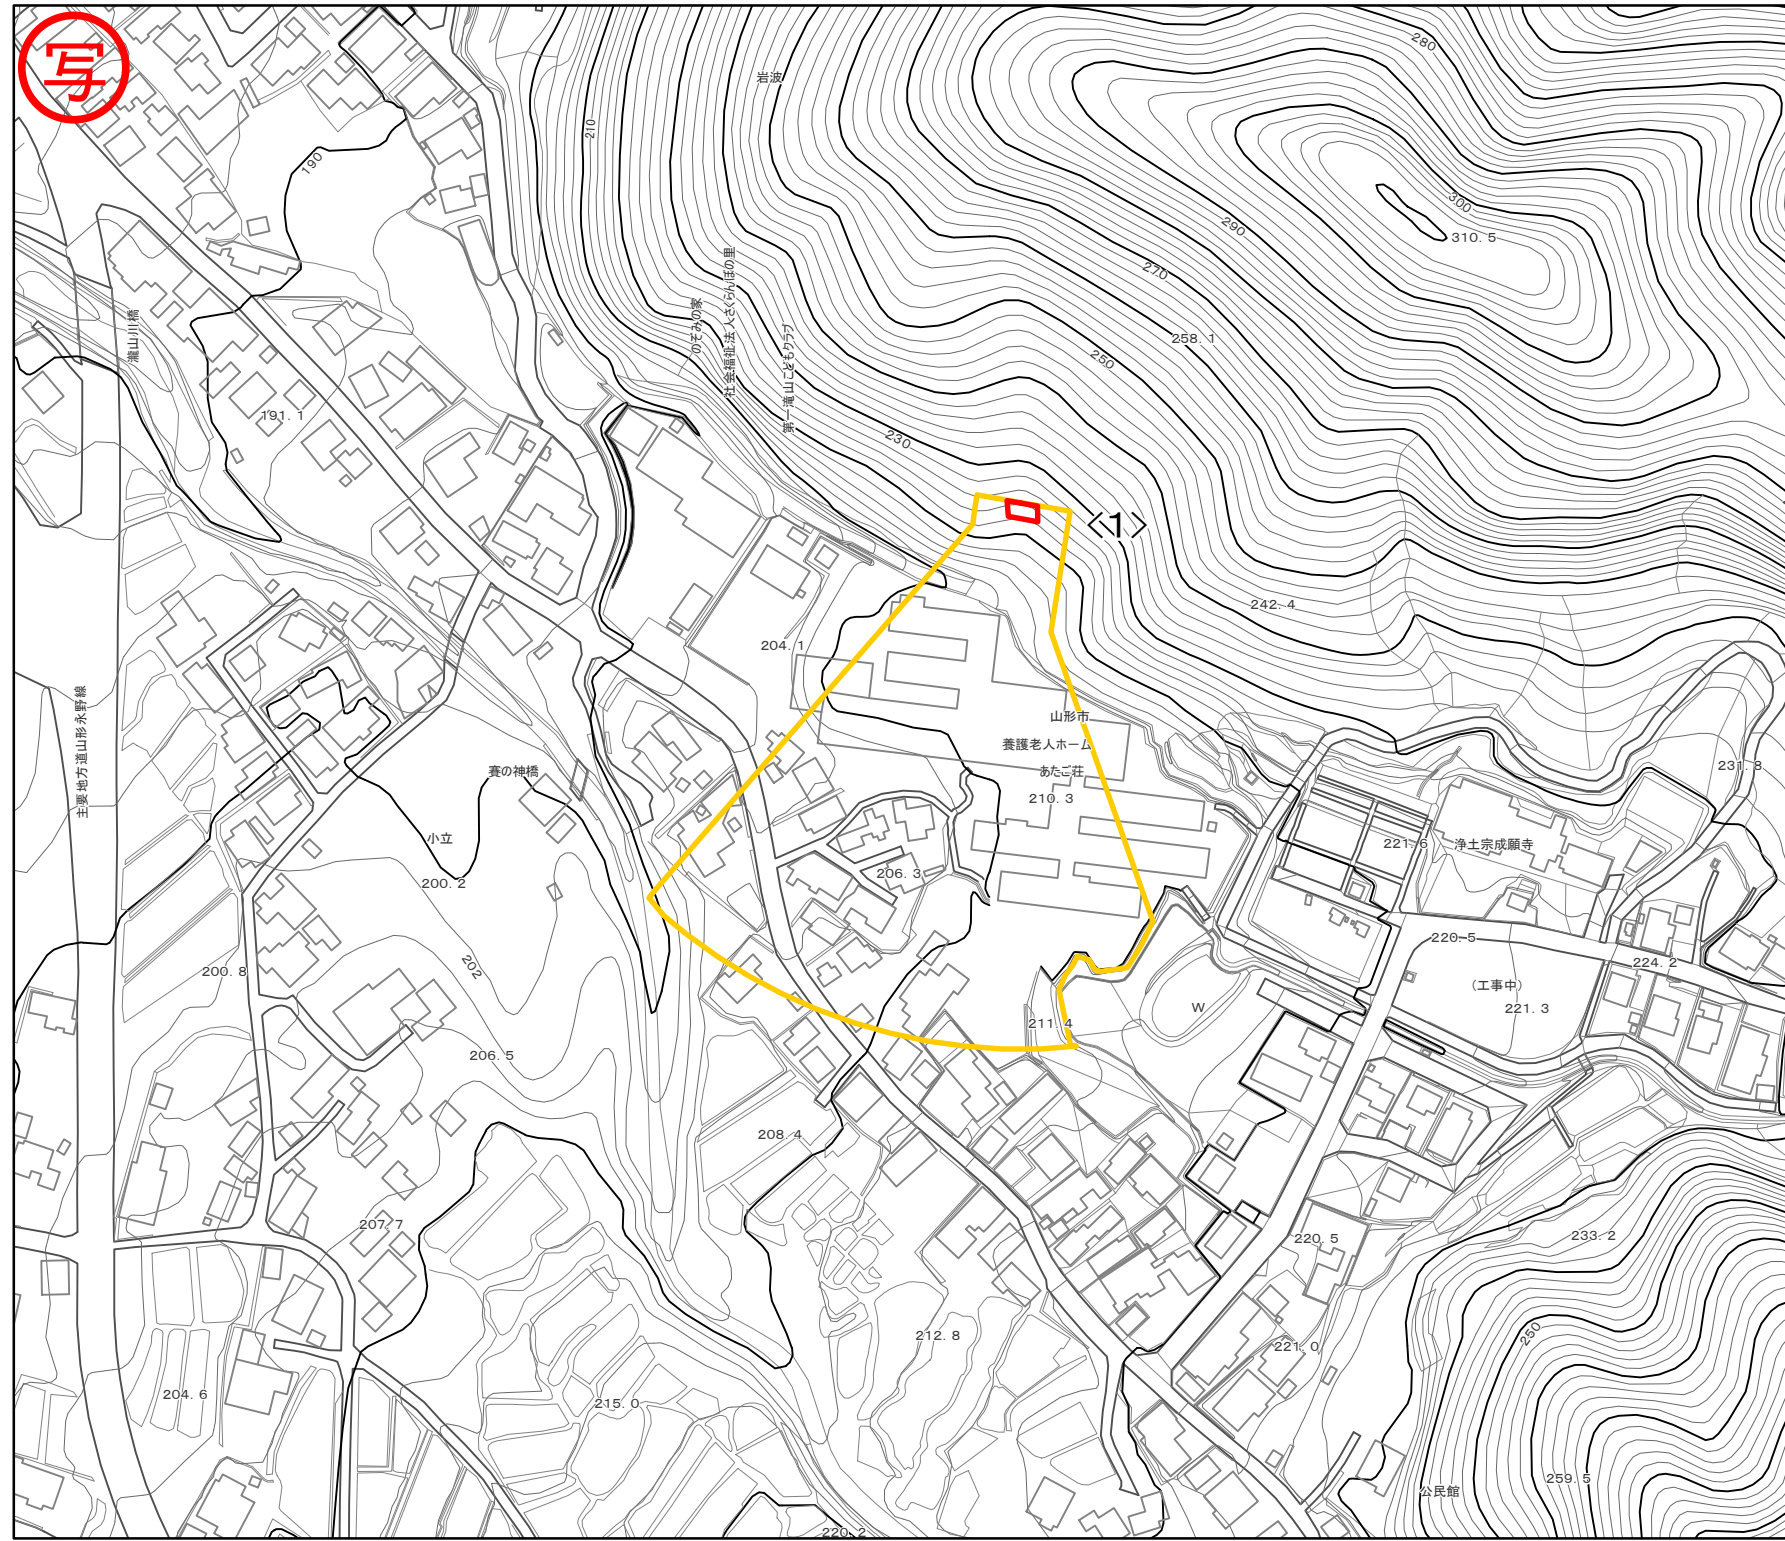 写
280
岩波
210
190
300
290
310. 5
270
社会福祉法人さくらんぼの里
のぞみの家
瀧山川橋
第一滝山こどもクラブ
258. 1
250
191. 1
230
〈1〉
242. 4
204. 1
主要地方道山形永野線
山形市
養護老人ホーム
あたご荘
210. 3
賽の神橋
231. 8
小立
221. 6
浄土宗成願寺
206. 3
200. 2
220. 5
202
200. 8
224. 2
(工事中)
W
221. 3
211. 4
206. 5
208. 4
207. 7
220. 5
233. 2
212. 8
250
221. 0
204. 6
215. 0
259. 5
公民館
220. 2